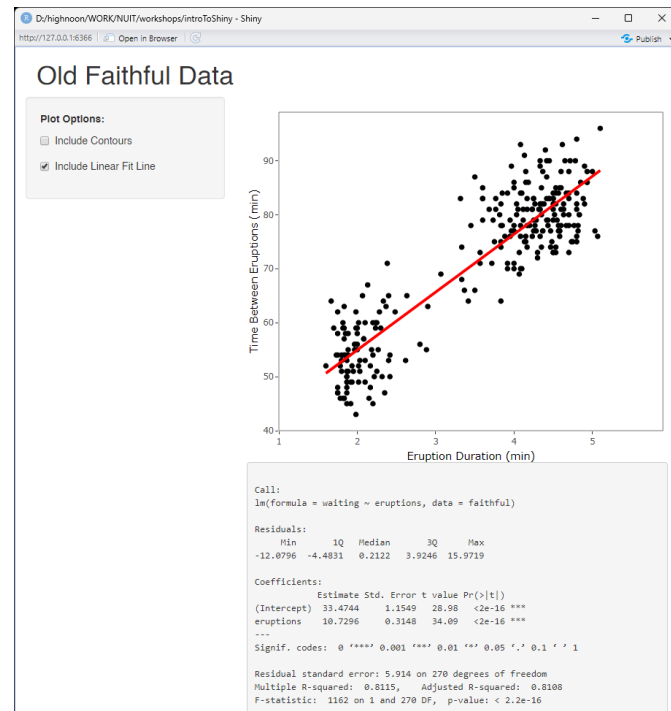 D:/highnoon/WORK/NUIT/workshops/introToShiny - Shiny
http://127.0.0.1:6366 Open in Browser Publish
Old Faithful Data
Plot Options:
Include Contours
Include Linear Fit Line
Time Between Eruptions (min)
90
80
70
60
50
40
1 2 3 4 5
Eruption Duration (min)
Call:
lm(formula = waiting ~ eruptions, data = faithful)
Residuals:
Min 1Q Median 3Q Max
-12.0796 -4.4831 0.2122 3.9246 15.9719
Coefficients:
Estimate Std. Error t value Pr(>|t|)
(Intercept) 33.4744 1.1549 28.98 <2e-16 ***
eruptions 10.7296 0.3148 34.09 <2e-16 ***
---
Signif. codes: 0 ‘***’ 0.001 ‘**’ 0.01 ‘*’ 0.05 ‘.’ 0.1 ‘ ’ 1
Residual standard error: 5.914 on 270 degrees of freedom
Multiple R-squared: 0.8115, Adjusted R-squared: 0.8108
F-statistic: 1162 on 1 and 270 DF, p-value: < 2.2e-16